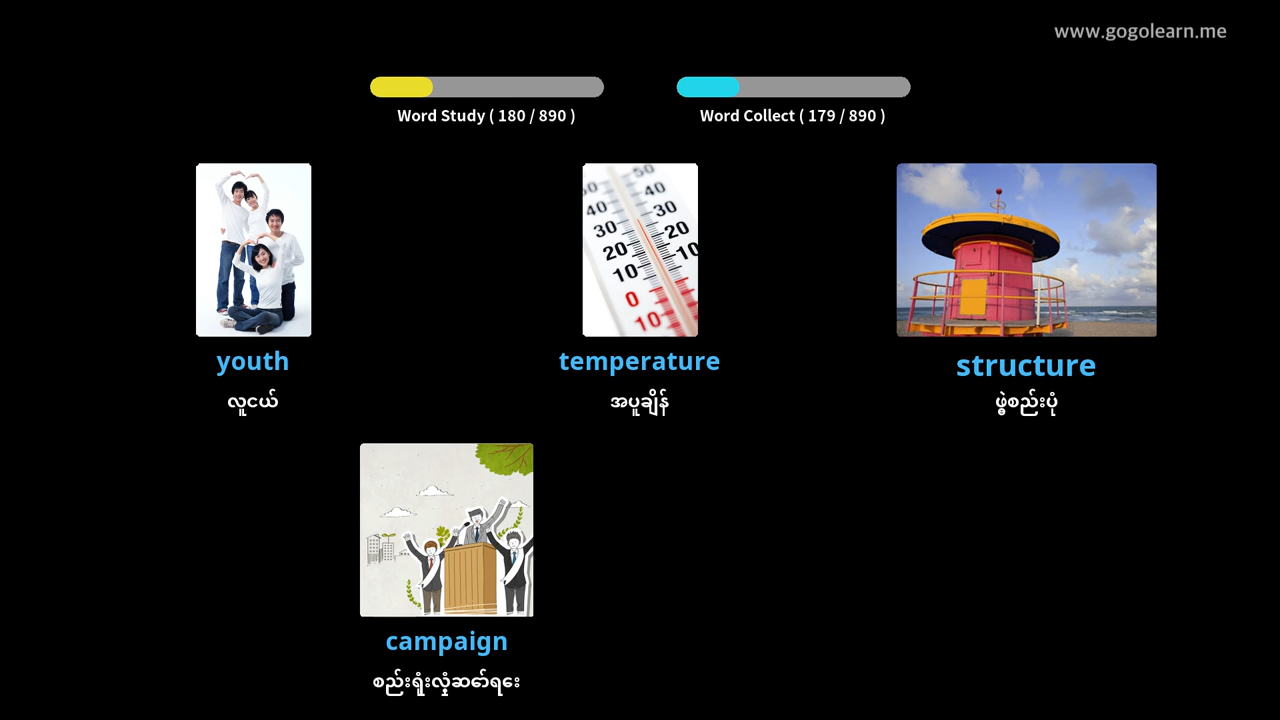 www.gogolearn.me
Word Study ( 180 / 890 )
Word Collect ( 179 / 890 )
youth
temperature
structure
လူငယ်
အပူချိန်
ဖွဲ့စည်းပုံ
campaign
စည်းရုံးလှုံ့ဆော်ရေး